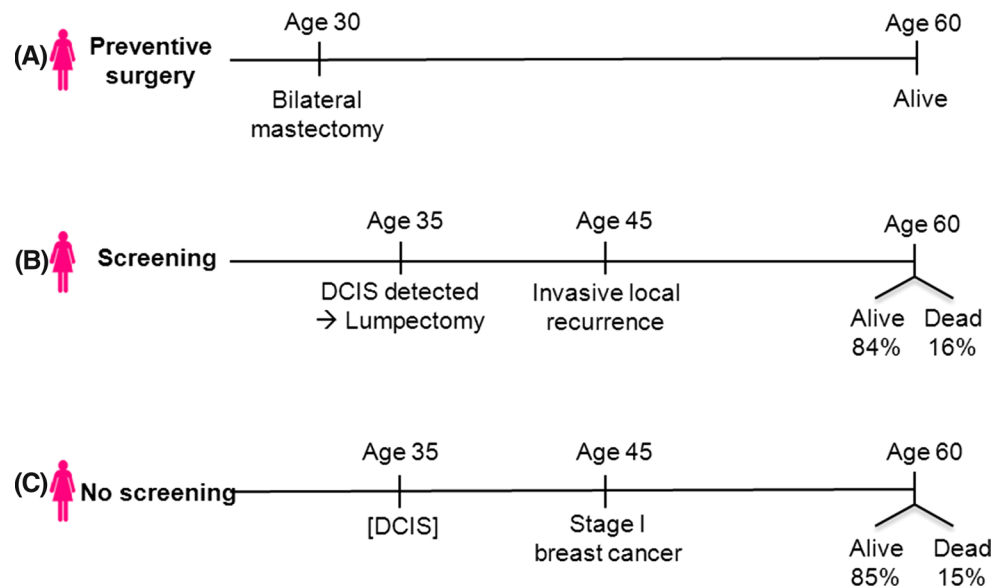 Age 30
Age 60
(A)
Preventive
surgery
Bilateral
mastectomy
Alive
Age 35
Age 45
Age 60
(B)
Screening
DCIS detected
→ Lumpectomy
Invasive local
recurrence
Alive
84%
Dead
16%
Age 35
Age 45
Age 60
(C)
No screening
[DCIS]
Stage I
breast cancer
Alive
85%
Dead
15%